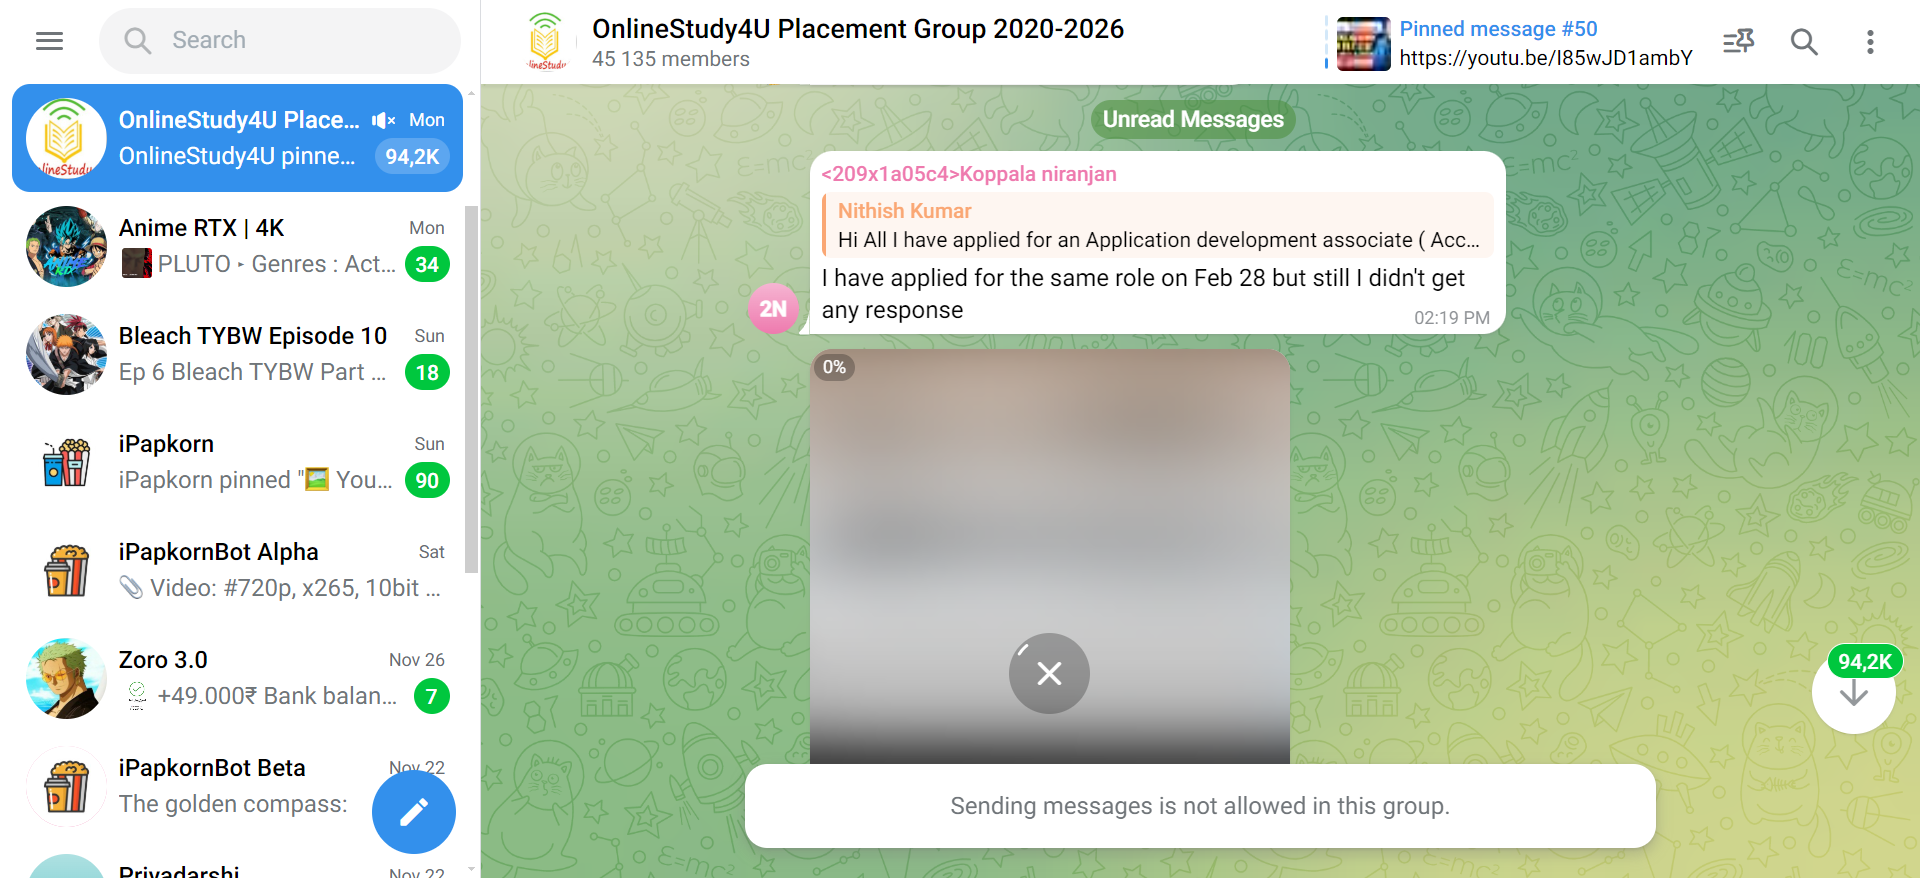 Search
OnlineStudy4U Place... Mon
OnlineStudy4U pinne... 94,2K
Anime RTX | 4K Mon
PLUTO ‣ Genres : Act... 34
Bleach TYBW Episode 10 Sun
Ep 6 Bleach TYBW Part ... 18
iPapkorn Sun
iPapkorn pinned "🖼 You... 90
iPapkornBot Alpha Sat
📎 Video: #720p, x265, 10bit ...
Zoro 3.0 Nov 26
+49.000₹ Bank balan... 7
iPapkornBot Beta Nov 22
The golden compass:
Priyadarshi Nov 22
OnlineStudy4U Placement Group 2020-2026
45 135 members
Pinned message #50
https://youtu.be/I85wJD1ambY
Unread Messages
<209x1a05c4>Koppala niranjan
Nithish Kumar
Hi All I have applied for an Application development associate ( Acc...
I have applied for the same role on Feb 28 but still I didn't get
any response
02:19 PM
2N
0%
94,2K
Sending messages is not allowed in this group.